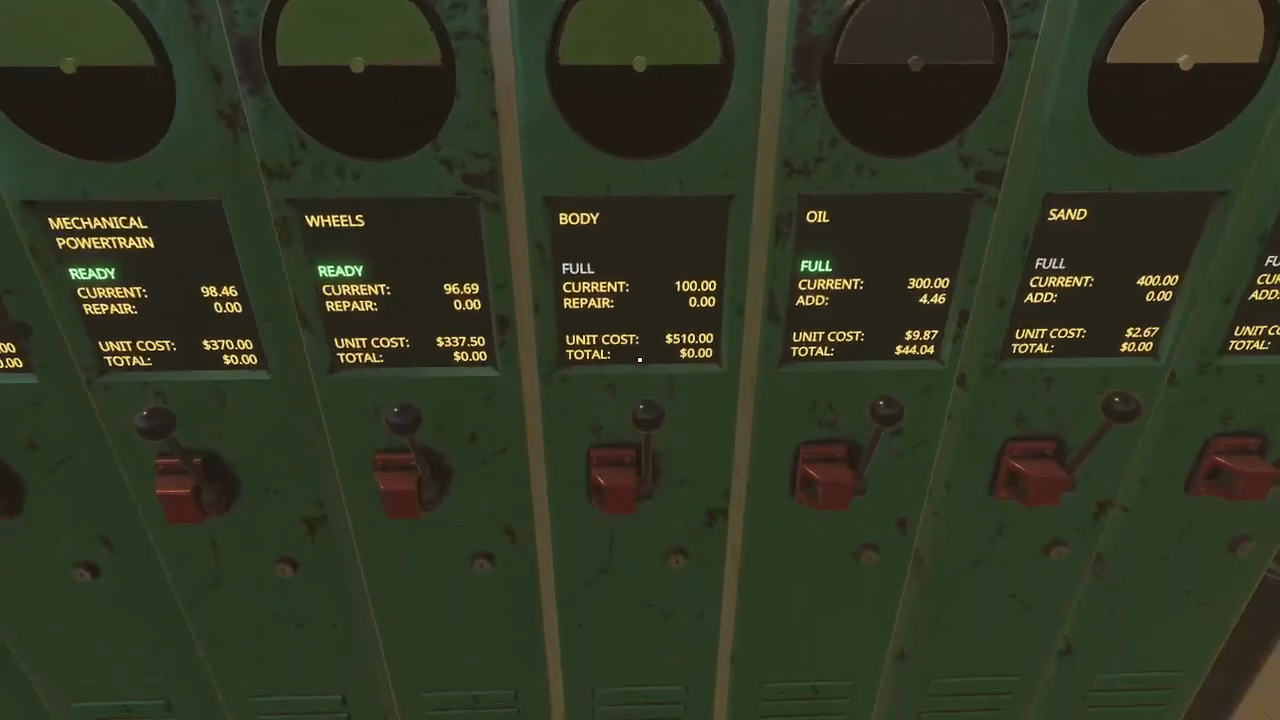 MECHANICAL
POWERTRAIN
READY
CURRENT: 98.46
REPAIR: 0.00
UNIT COST: $370.00
TOTAL: $0.00
WHEELS
READY
CURRENT: 96.69
REPAIR: 0.00
UNIT COST: $337.50
TOTAL: $0.00
BODY
FULL
CURRENT: 100.00
REPAIR: 0.00
UNIT COST: $510.00
TOTAL: $0.00
OIL
FULL
CURRENT: 300.00
ADD: 4.46
UNIT COST: $9.87
TOTAL: $44.04
SAND
FULL
CURRENT: 400.00
ADD: 0.00
UNIT COST: $2.67
TOTAL: $0.00